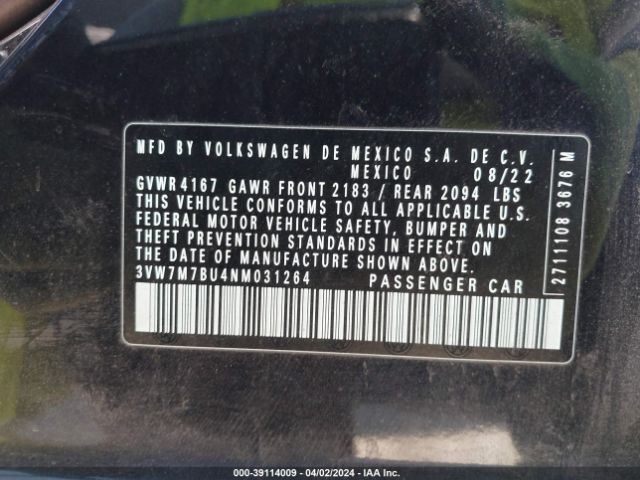 MFD BY VOLKSWAGEN DE MEXICO S.A. DE C.V.
MEXICO 08/22
GVWR 4167 GAWR FRONT 2183 / REAR 2094 LBS
THIS VEHICLE CONFORMS TO ALL APPLICABLE U.S.
FEDERAL MOTOR VEHICLE SAFETY, BUMPER AND
THEFT PREVENTION STANDARDS IN EFFECT ON
THE DATE OF MANUFACTURE SHOWN ABOVE.
3VW7M7BU4NM031264 PASSENGER CAR
27111108 3676 M
000-39114009 - 04/02/2024 - IAA Inc.